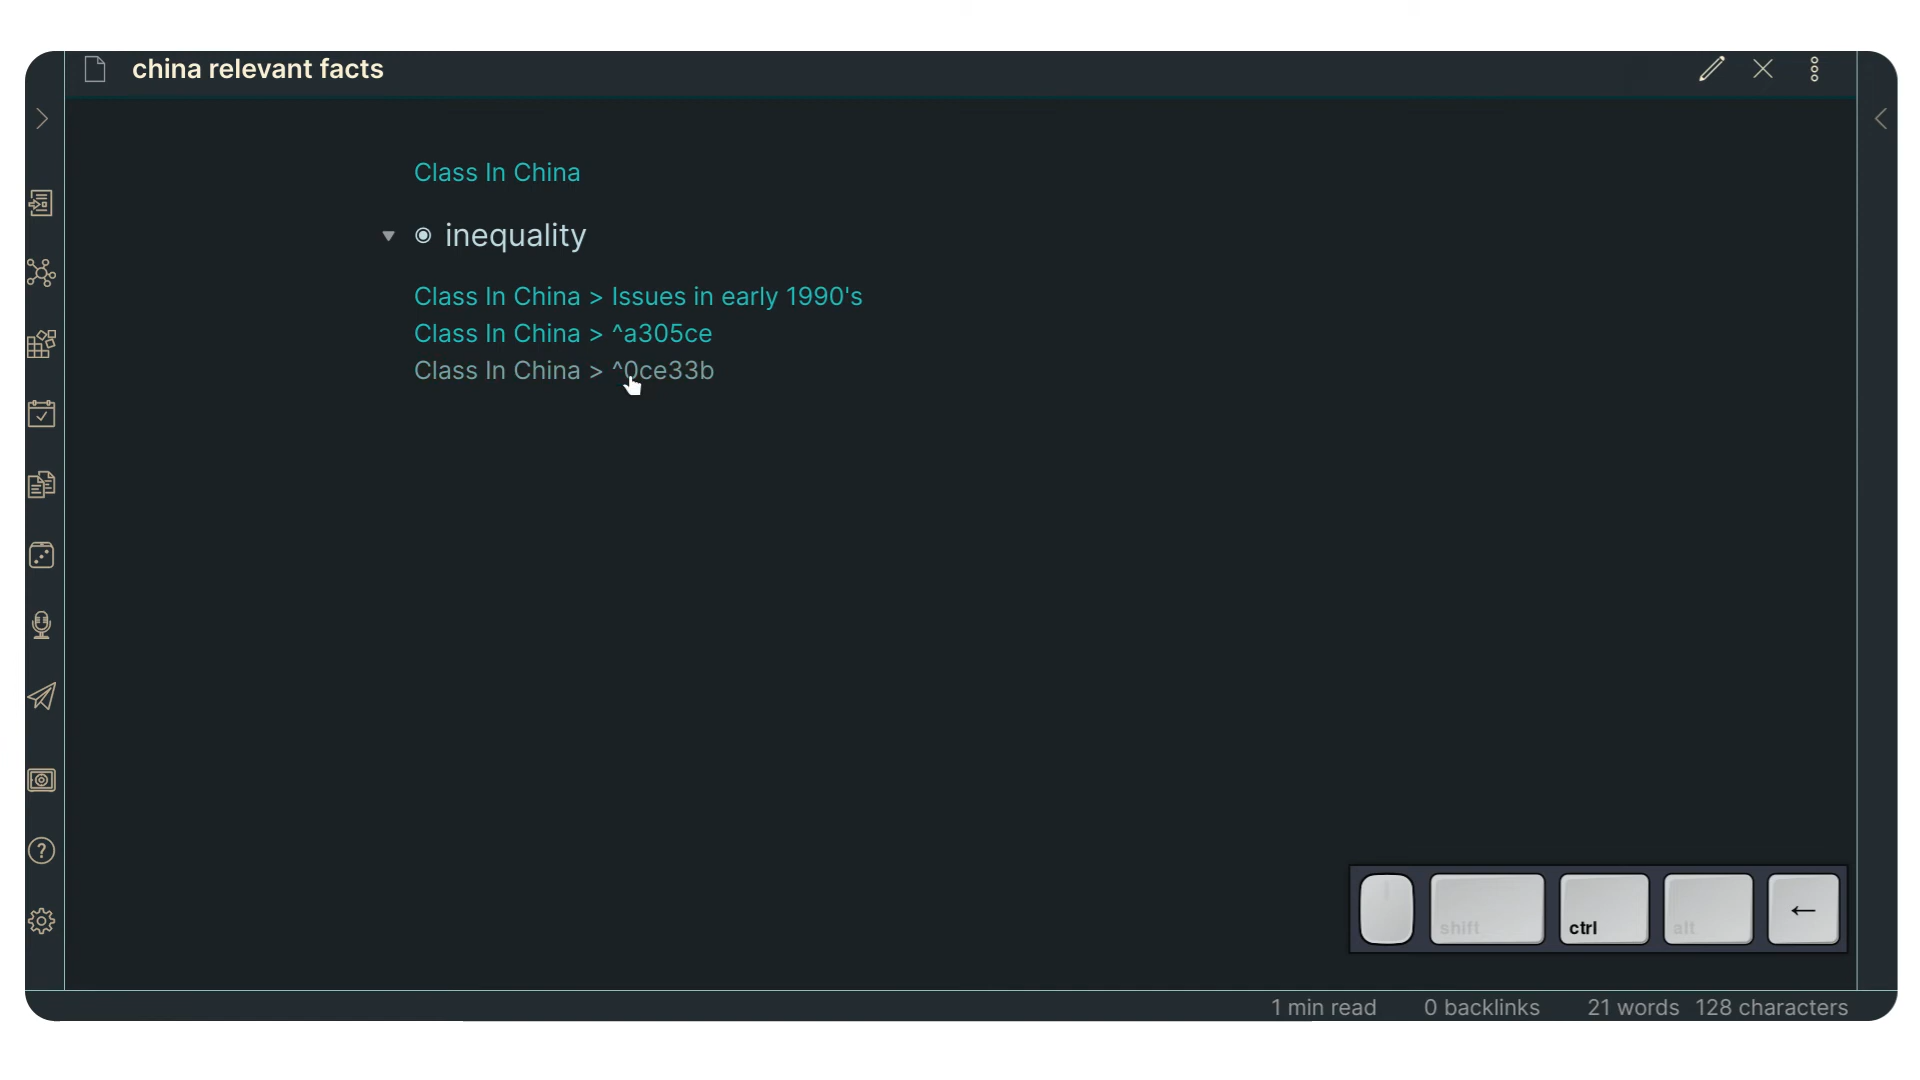 china relevant facts
Class In China
inequality
Class In China > Issues in early 1990's
Class In China > ^a305ce
Class In China > ^0ce33b
shift ctrl alt ←
1 min read 0 backlinks 21 words 128 characters